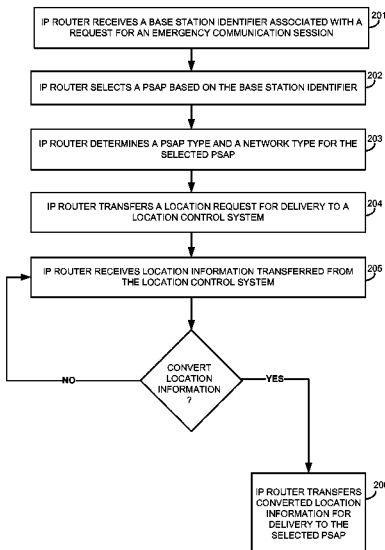 IP ROUTER RECEIVES A BASE STATION IDENTIFIER ASSOCIATED WITH A
REQUEST FOR AN EMERGENCY COMMUNICATION SESSION
201
IP ROUTER SELECTS A PSAP BASED ON THE BASE STATION IDENTIFIER
202
IP ROUTER DETERMINES A PSAP TYPE AND A NETWORK TYPE FOR THE
SELECTED PSAP
203
IP ROUTER TRANSFERS A LOCATION REQUEST FOR DELIVERY TO A
LOCATION CONTROL SYSTEM
204
IP ROUTER RECEIVES LOCATION INFORMATION TRANSFERRED FROM
THE LOCATION CONTROL SYSTEM
205
CONVERT
LOCATION
INFORMATION
?
NO
YES
IP ROUTER TRANSFERS
CONVERTED LOCATION
INFORMATION FOR
DELIVERY TO THE
SELECTED PSAP